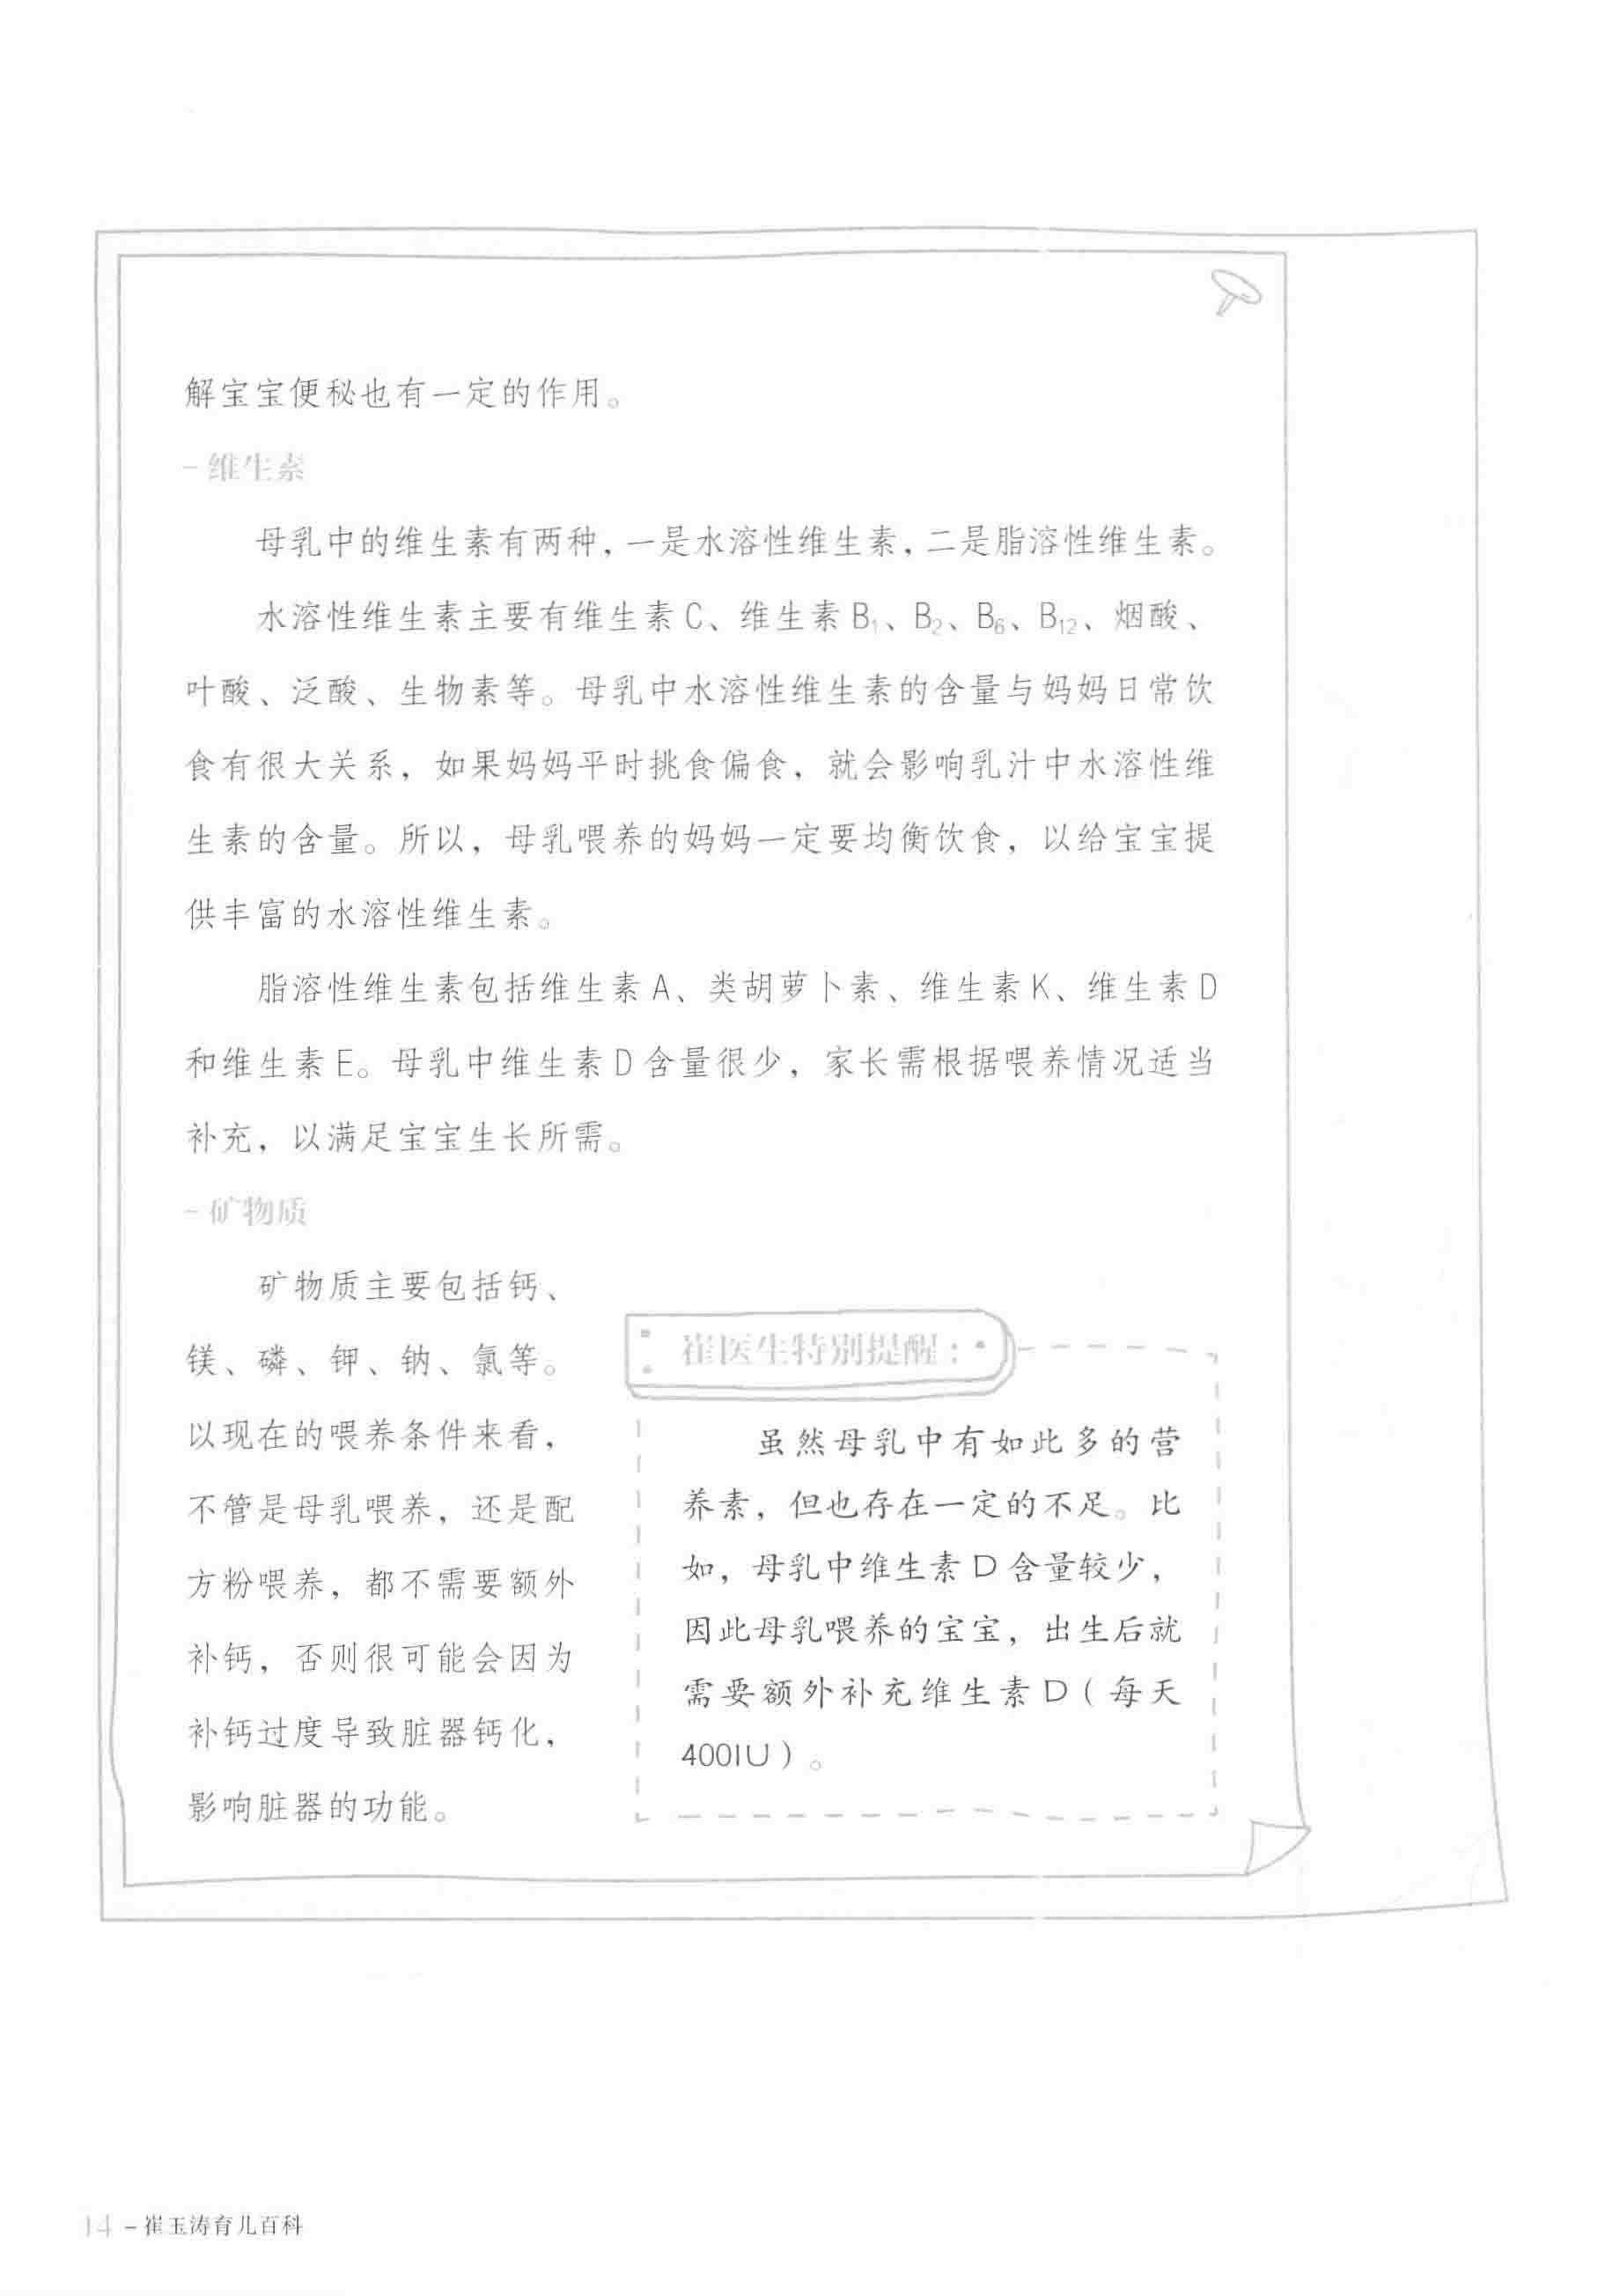 解宝宝便秘也有一定的作用。
-维生素
母乳中的维生素有两种，一是水溶性维生素，二是脂溶性维生素。
水溶性维生素主要有维生素C、维生素B₁、B₂、B₆、B₁₂、烟酸、
叶酸、泛酸、生物素等。母乳中水溶性维生素的含量与妈妈日常饮
食有很大关系，如果妈妈平时挑食偏食，就会影响乳汁中水溶性维
生素的含量。所以，母乳喂养的妈妈一定要均衡饮食，以给宝宝提
供丰富的水溶性维生素。
脂溶性维生素包括维生素A、类胡萝卜素、维生素K、维生素D
和维生素E。母乳中维生素D含量很少，家长需根据喂养情况适当
补充，以满足宝宝生长所需。
-矿物质
矿物质主要包括钙、
镁、磷、钾、钠、氯等。
以现在的喂养条件来看，
不管是母乳喂养，还是配
方粉喂养，都不需要额外
补钙，否则很可能会因为
补钙过度导致脏器钙化，
影响脏器的功能。
崔医生特别提醒：
虽然母乳中有如此多的营
养素，但也存在一定的不足。比
如，母乳中维生素D含量较少，
因此母乳喂养的宝宝，出生后就
需要额外补充维生素D（每天
400IU）。
14-崔玉涛育儿百科